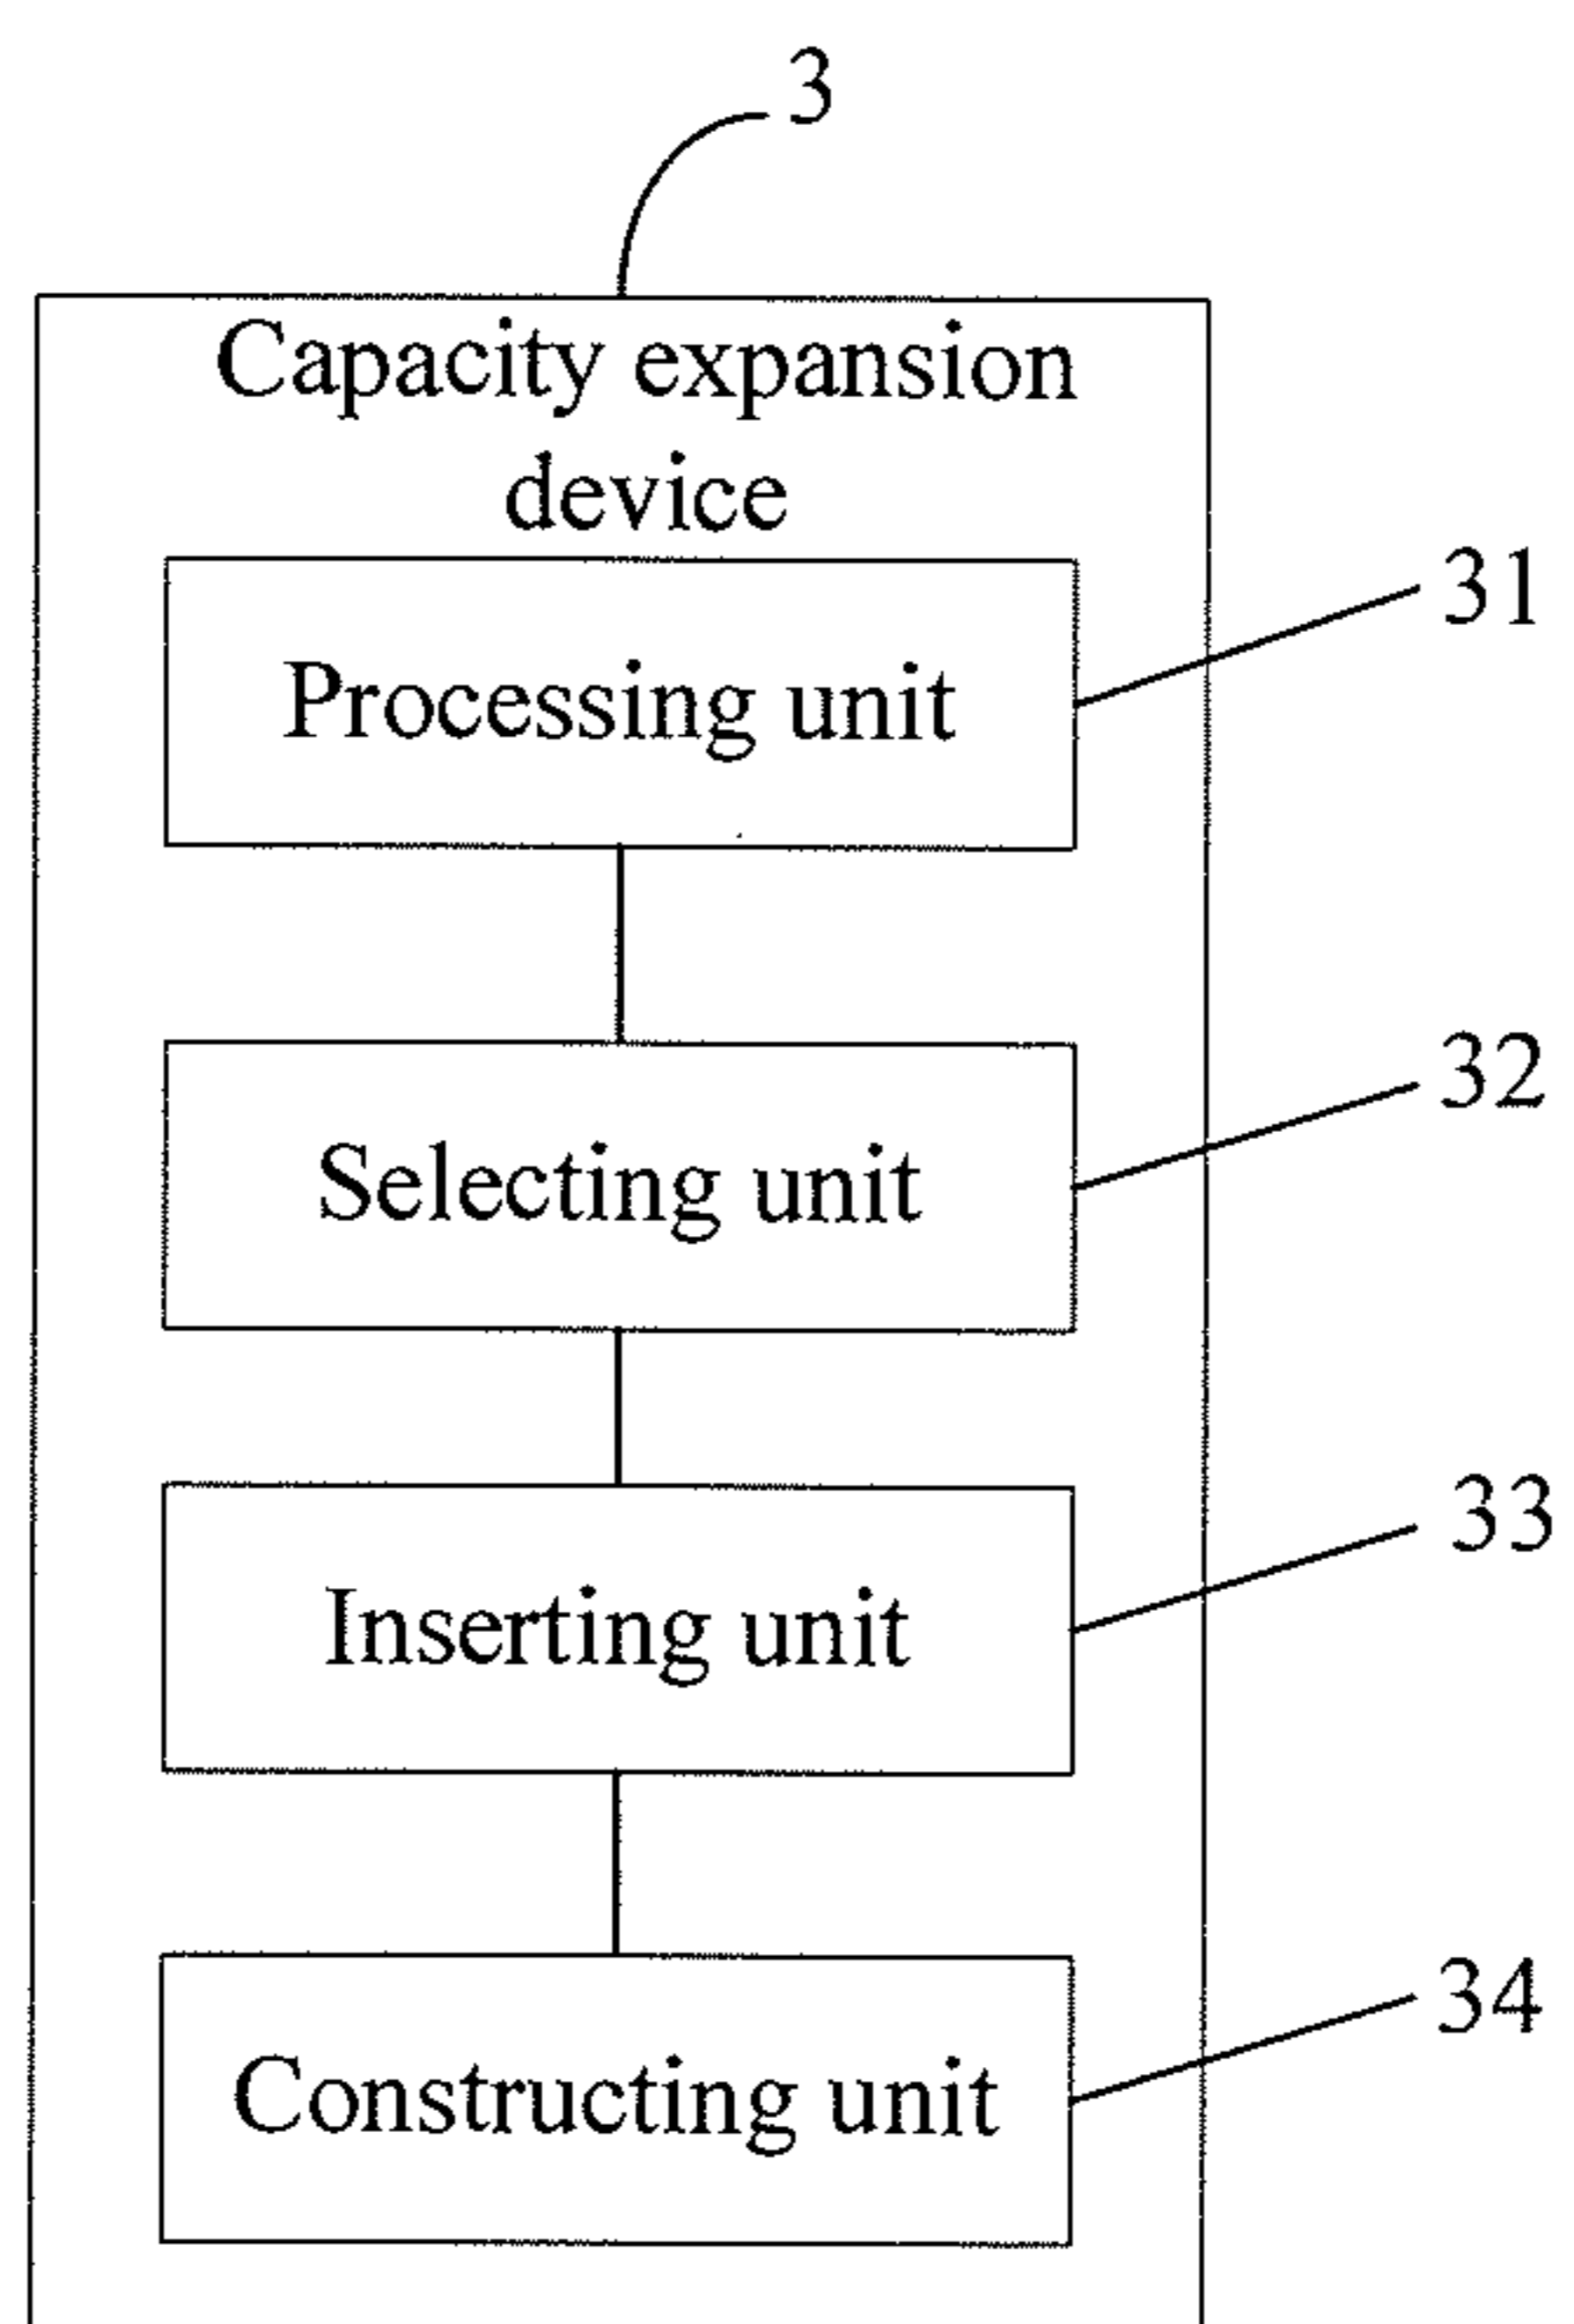 3
Capacity expansion
device
31
Processing unit
32
Selecting unit
33
Inserting unit
34
Constructing unit